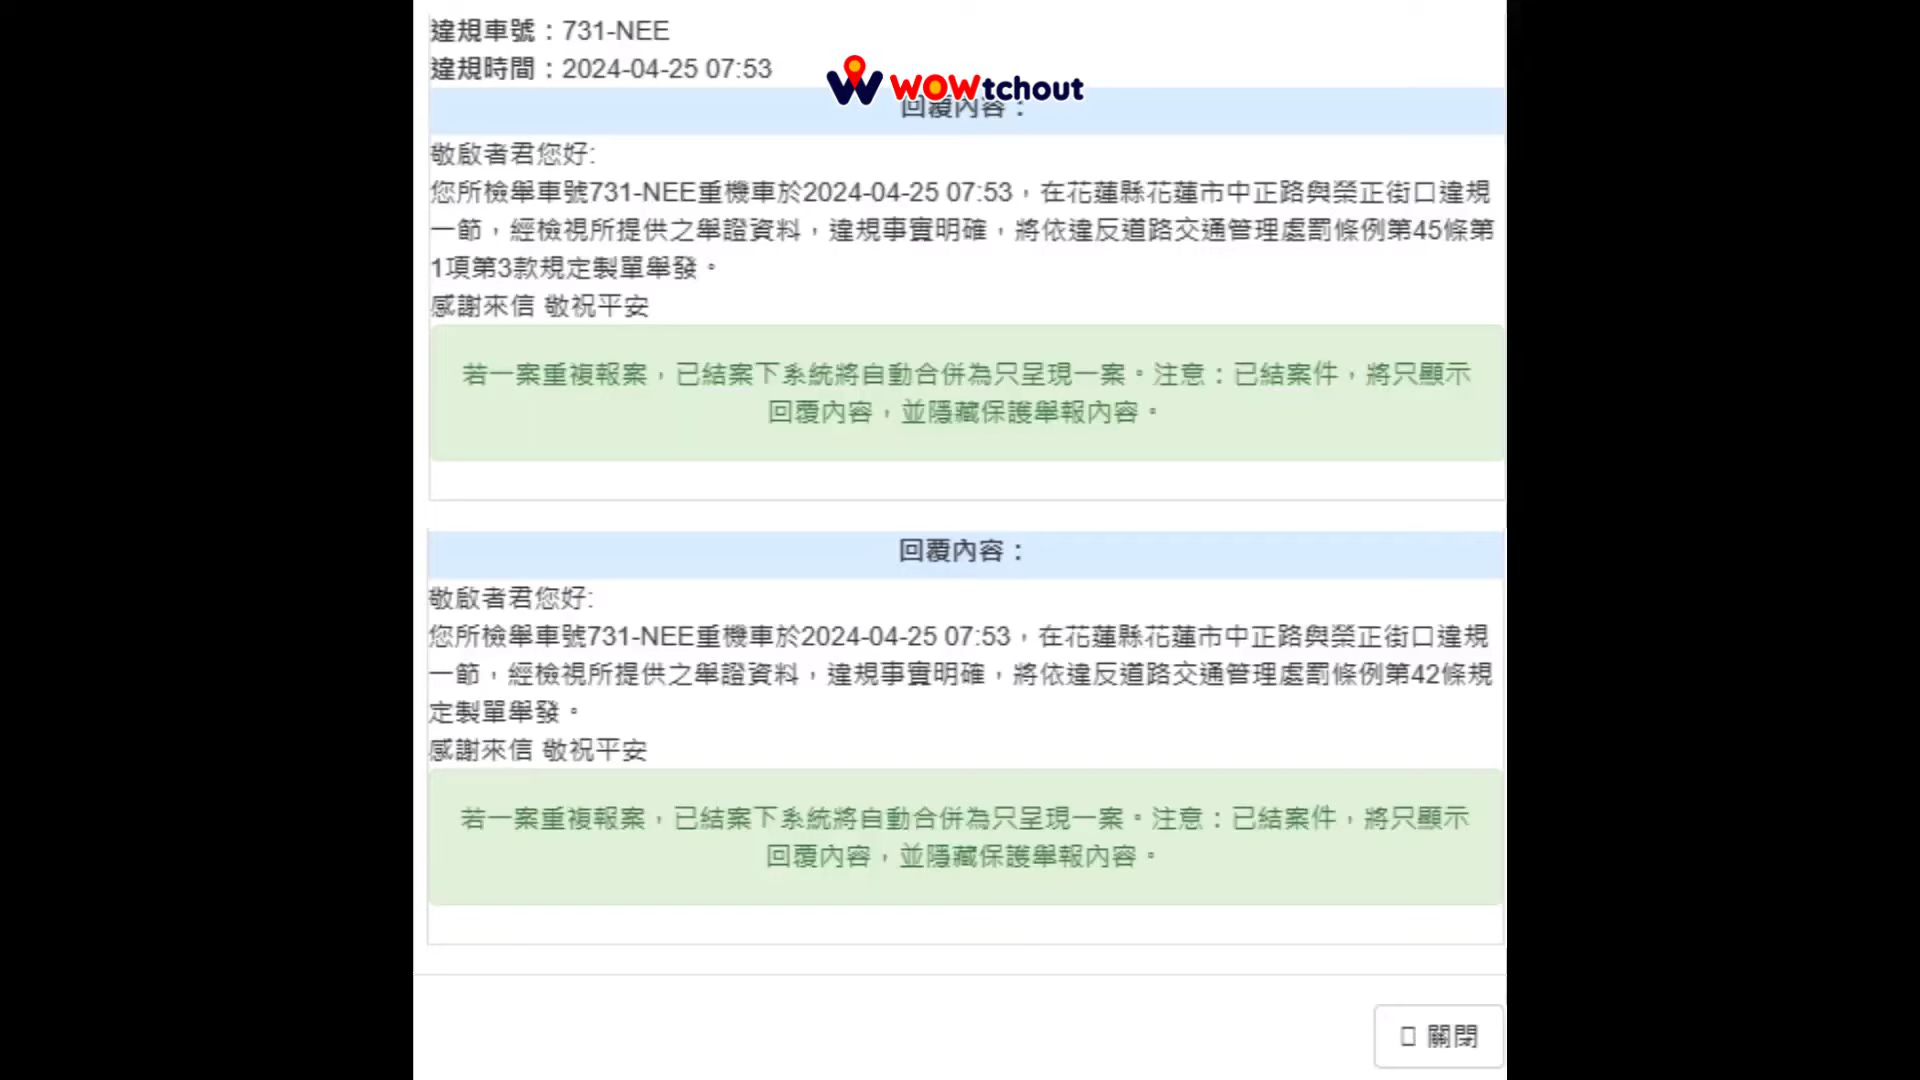 違規車號：731-NEE
違規時間：2024-04-25 07:53
wowtchout
回覆內容：
敬啟者君您好:
您所檢舉車號731-NEE重機車於2024-04-25 07:53，在花蓮縣花蓮市中正路與榮正街口違規
一節，經檢視所提供之舉證資料，違規事實明確，將依違反道路交通管理處罰條例第45條第
1項第3款規定製單舉發。
感謝來信 敬祝平安
若一案重複報案，已結案下系統將自動合併為只呈現一案。注意：已結案件，將只顯示
回覆內容，並隱藏保護舉報內容。
回覆內容：
敬啟者君您好:
您所檢舉車號731-NEE重機車於2024-04-25 07:53，在花蓮縣花蓮市中正路與榮正街口違規
一節，經檢視所提供之舉證資料，違規事實明確，將依違反道路交通管理處罰條例第42條規
定製單舉發。
感謝來信 敬祝平安
若一案重複報案，已結案下系統將自動合併為只呈現一案。注意：已結案件，將只顯示
回覆內容，並隱藏保護舉報內容。
關閉